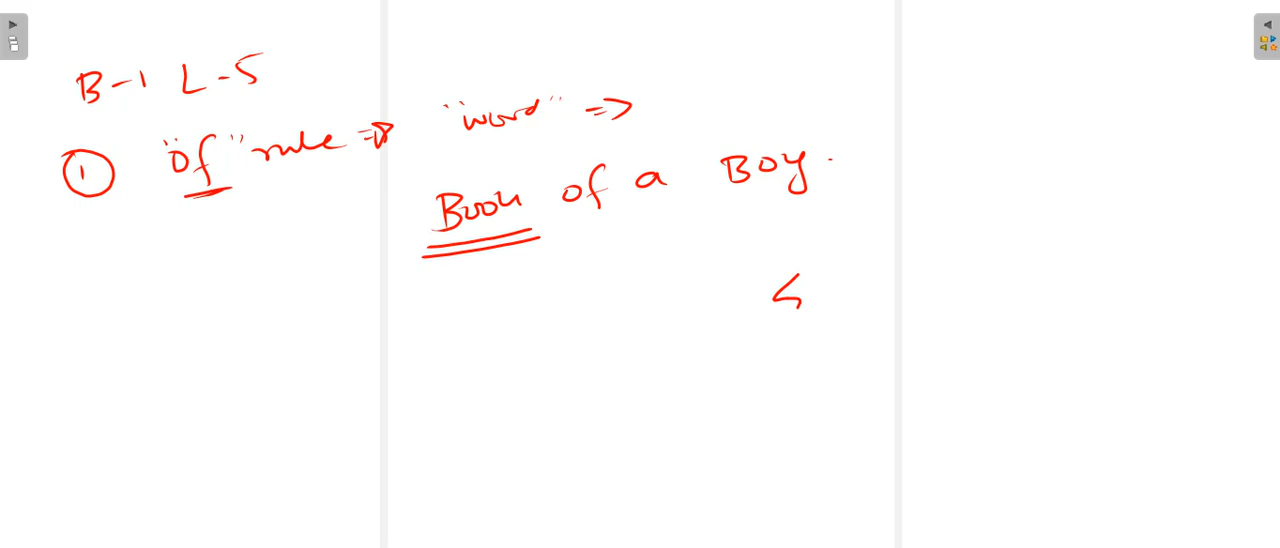 B-1 L-5
① "of" rule ⇒ "word" ⇒
Book of a Boy.